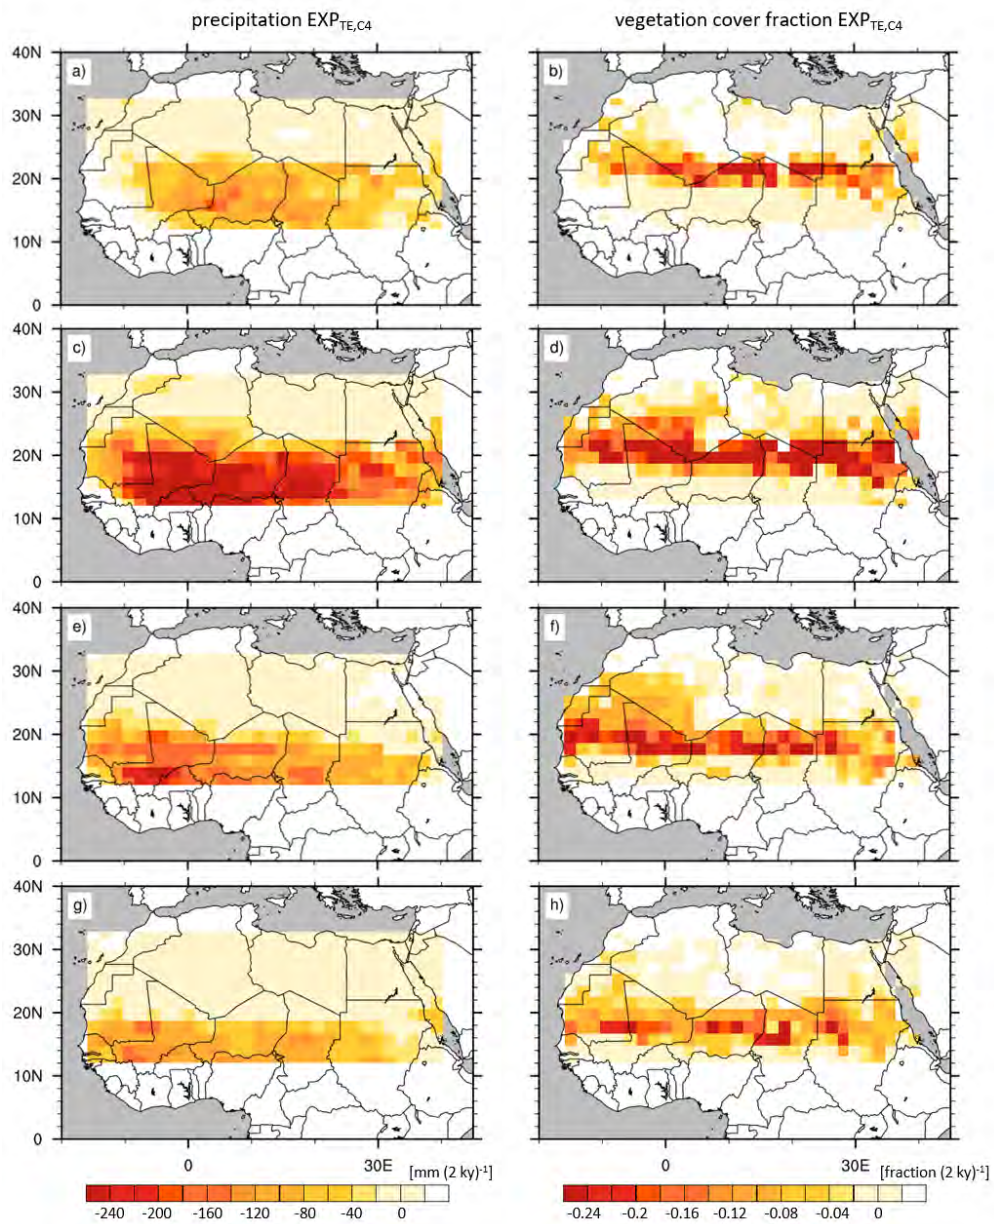 precipitation EXP_TE,C4 vegetation cover fraction EXP_TE,C4
40N a) b)
30N
20N
10N
0
40N c) d)
30N
20N
10N
0
40N e) f)
30N
20N
10N
0
40N g) h)
30N
20N
10N
0
0 30E [mm (2 ky)⁻¹] 0 30E [fraction (2 ky)⁻¹]
-240 -200 -160 -120 -80 -40 0 -0.24 -0.2 -0.16 -0.12 -0.08 -0.04 0